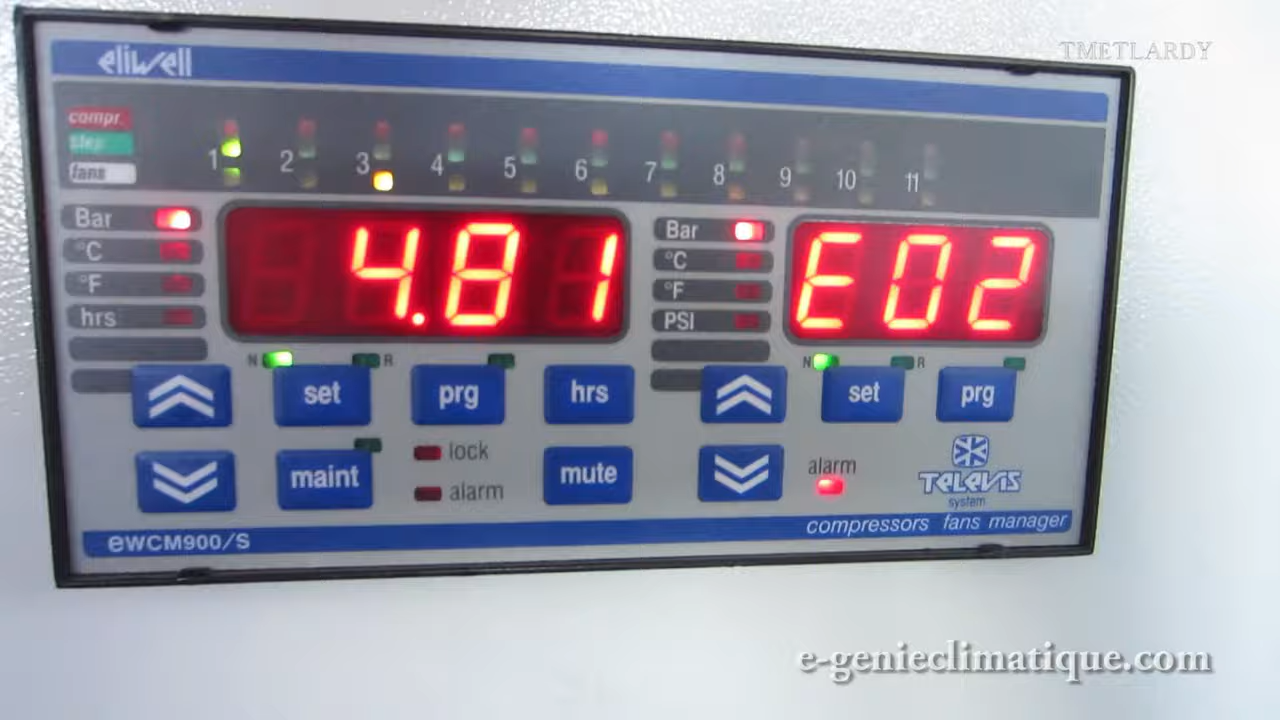 TMETLARDY
eliwell
compr.
step
fans
1 2 3 4 5 6 7 8 9 10 11
Bar
°C
°F
hrs
4.81
Bar
°C
°F
PSI
E02
N R
N R
set prg hrs set prg
maint lock alarm mute alarm
TELEVIS
system
compressors fans manager
eWCM900/S
e-genieclimatique.com